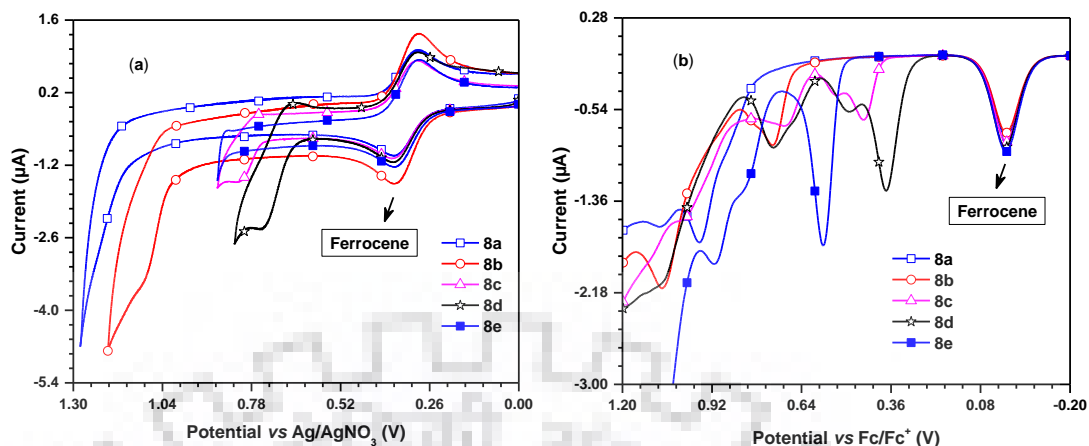 (a)
Current (µA)
1.6
0.2
-1.2
-2.6
-4.0
-5.4
1.30
1.04
0.78
0.52
0.26
0.00
Potential vs Ag/AgNO3 (V)
Ferrocene
8a
8b
8c
8d
8e
(b)
Current (µA)
0.28
-0.54
-1.36
-2.18
-3.00
1.20
0.92
0.64
0.36
0.08
-0.20
Potential vs Fc/Fc+ (V)
Ferrocene
8a
8b
8c
8d
8e